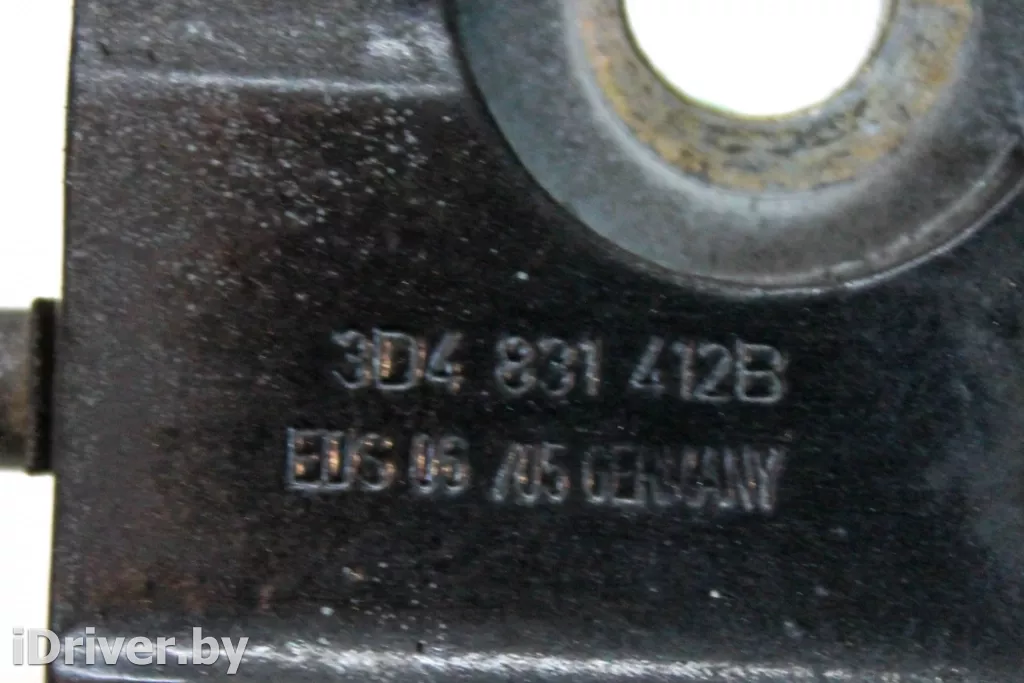 3D4 831 412B
EDS 06 /05 GERMANY
iDriver.by